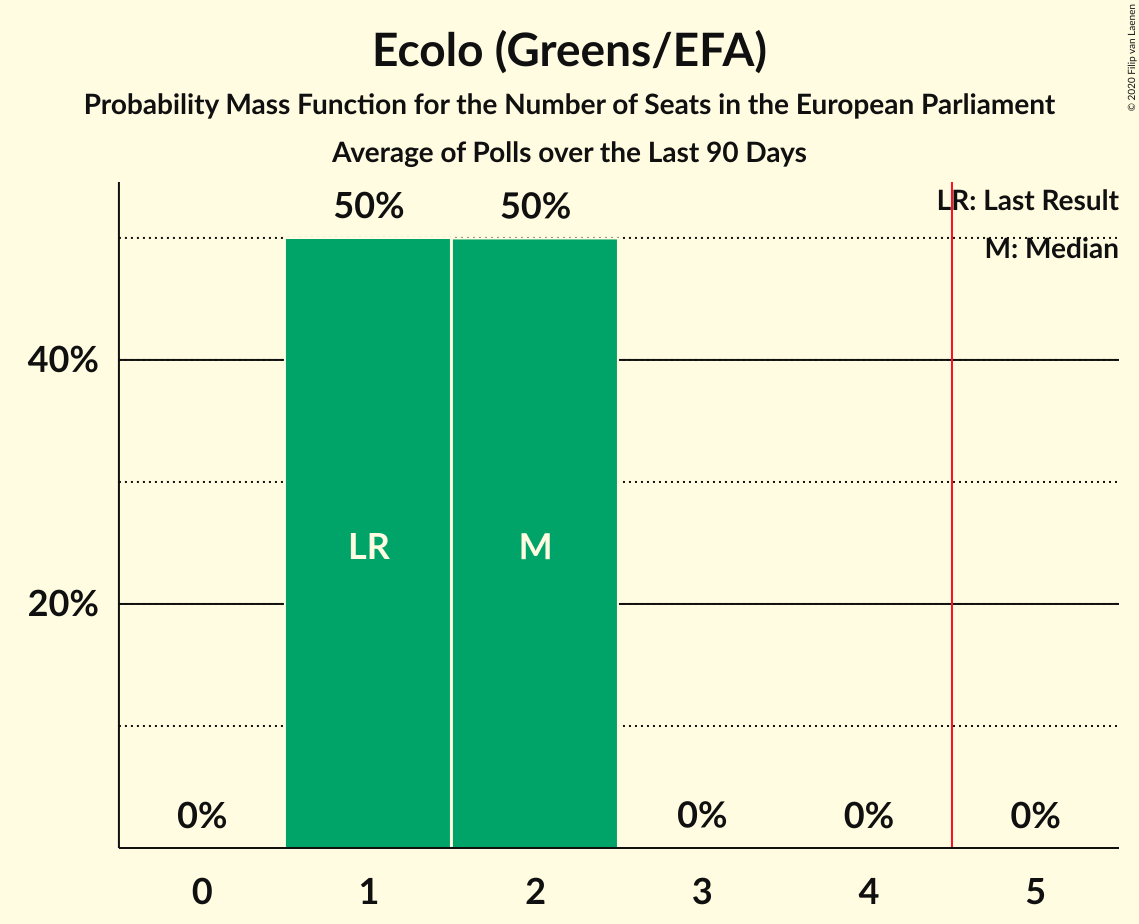 Ecolo (Greens/EFA)
Probability Mass Function for the Number of Seats in the European Parliament
Average of Polls over the Last 90 Days
© 2020 Filip van Laenen
LR: Last Result
M: Median
50% 50%
40%
LR M
20%
0% 0% 0% 0%
0 1 2 3 4 5